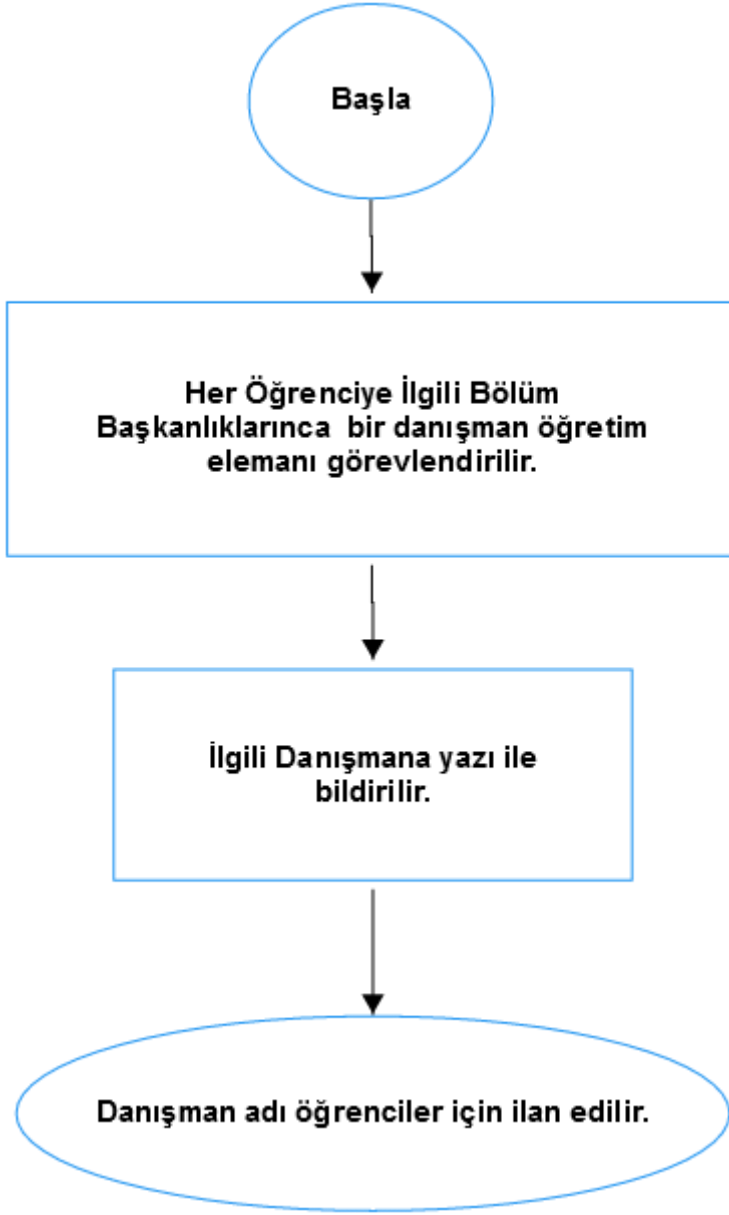 Başla
Her Öğrenciye İlgili Bölüm
Başkanlıklarınca bir danışman öğretim
elemanı görevlendirilir.
İlgili Danışmana yazı ile
bildirilir.
Danışman adı öğrenciler için ilan edilir.